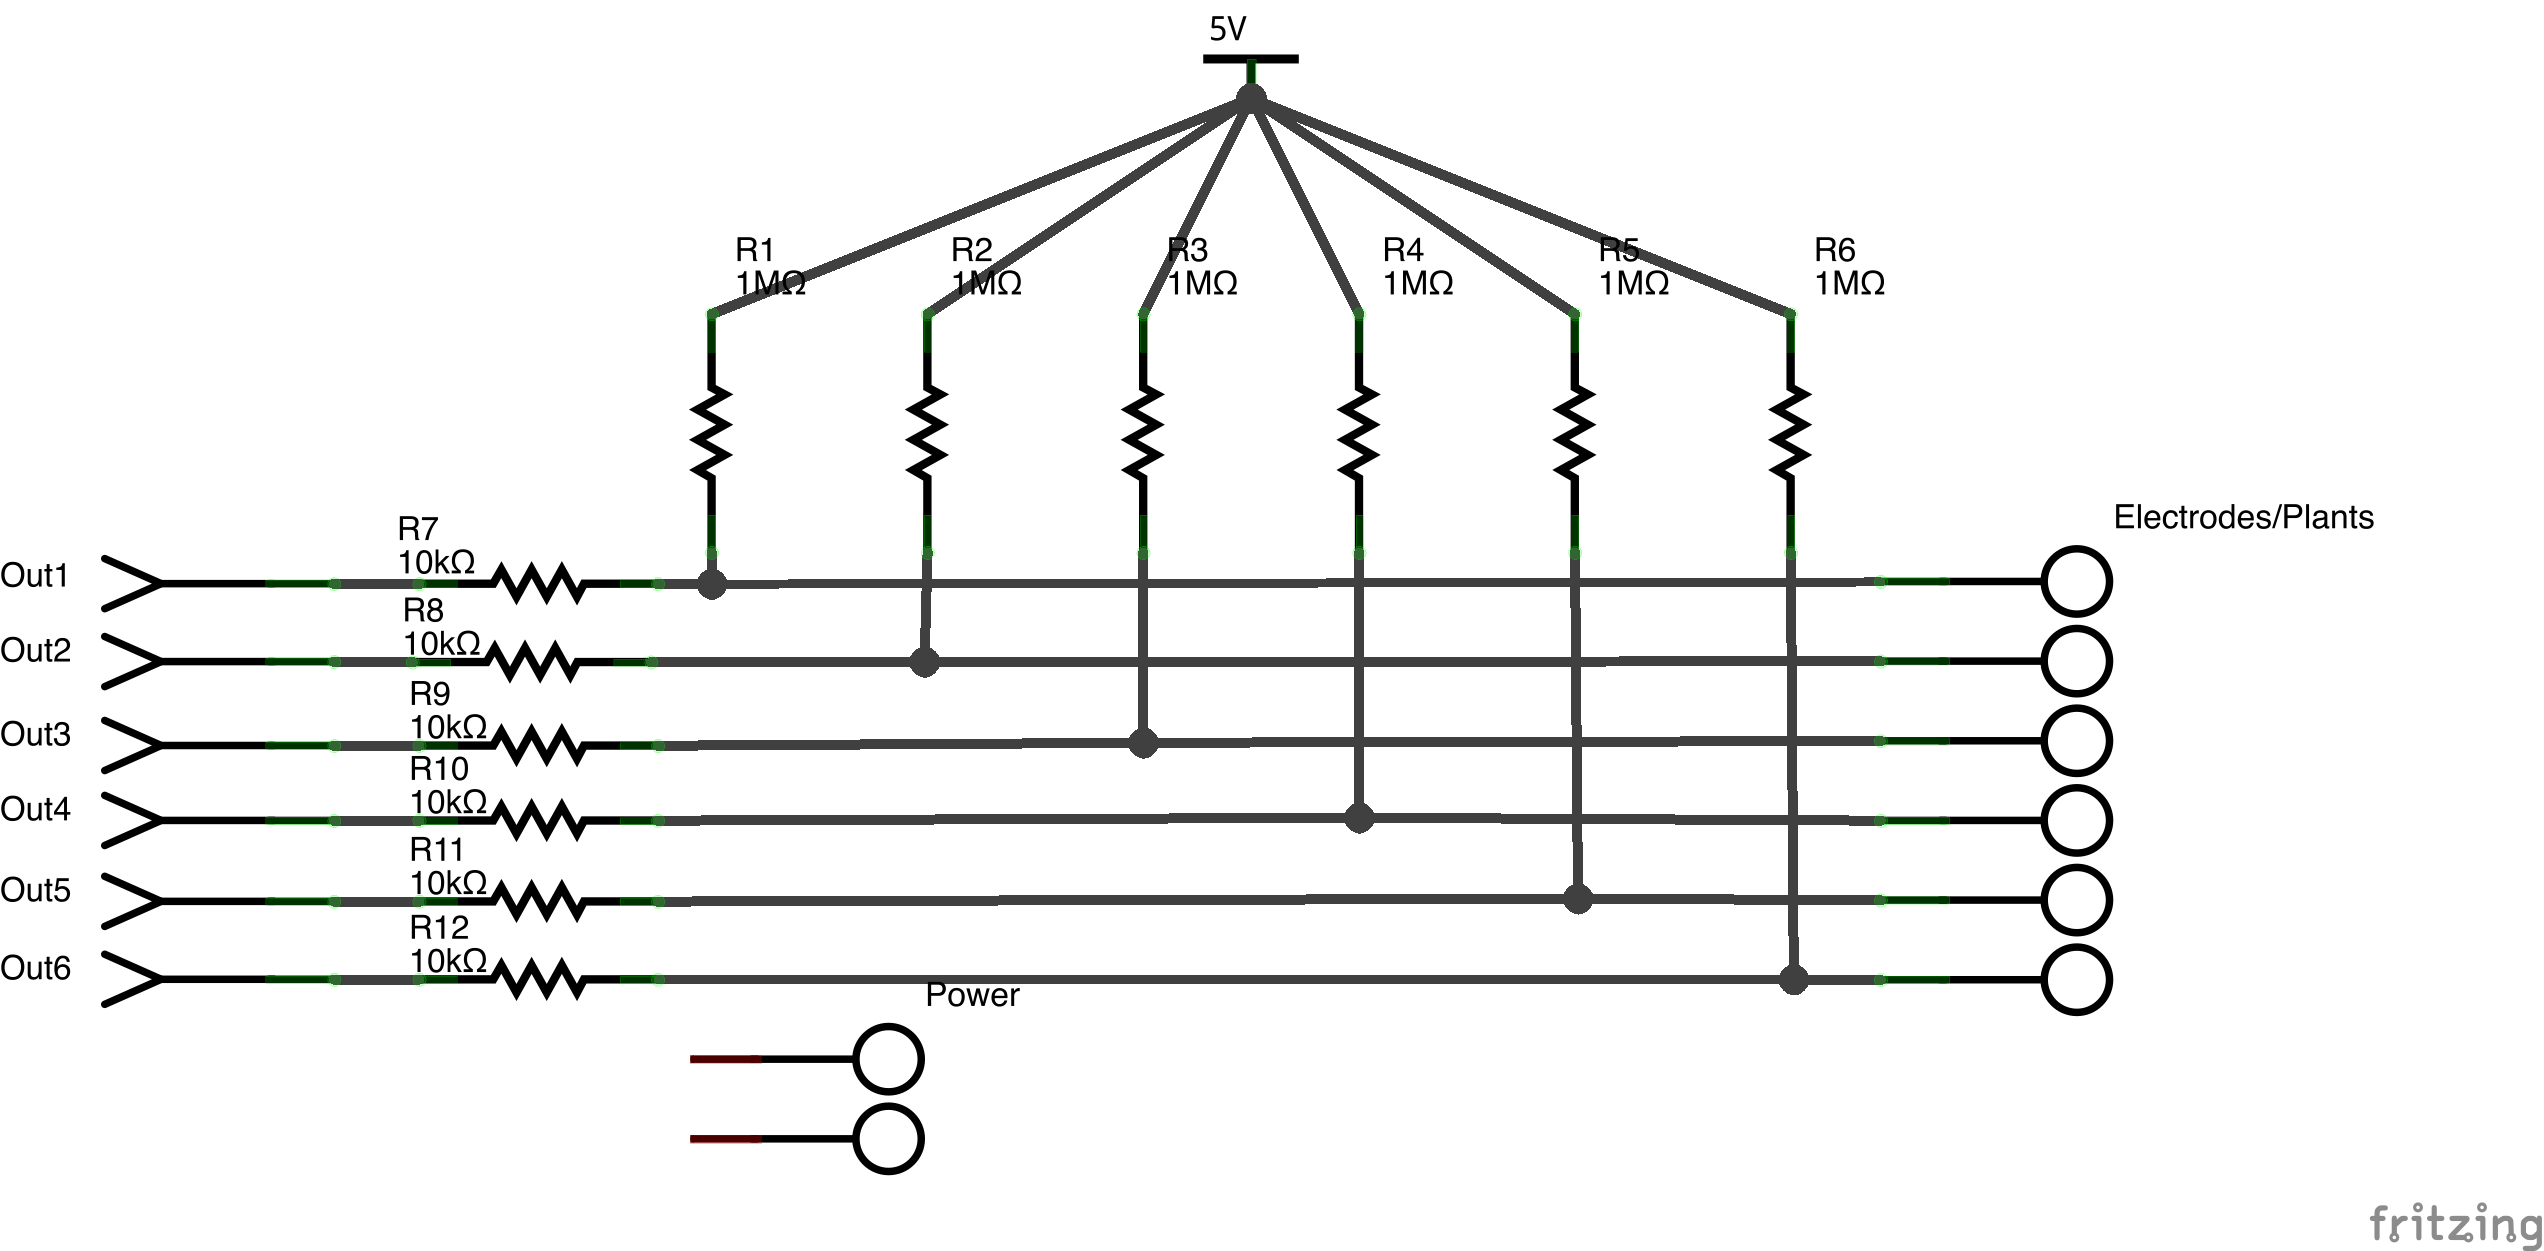 5V
R1
1MΩ
R2
1MΩ
R3
1MΩ
R4
1MΩ
R5
1MΩ
R6
1MΩ
Electrodes/Plants
R7
10kΩ
Out1
R8
10kΩ
Out2
R9
10kΩ
Out3
R10
10kΩ
Out4
R11
10kΩ
Out5
R12
10kΩ
Out6
Power
fritzing